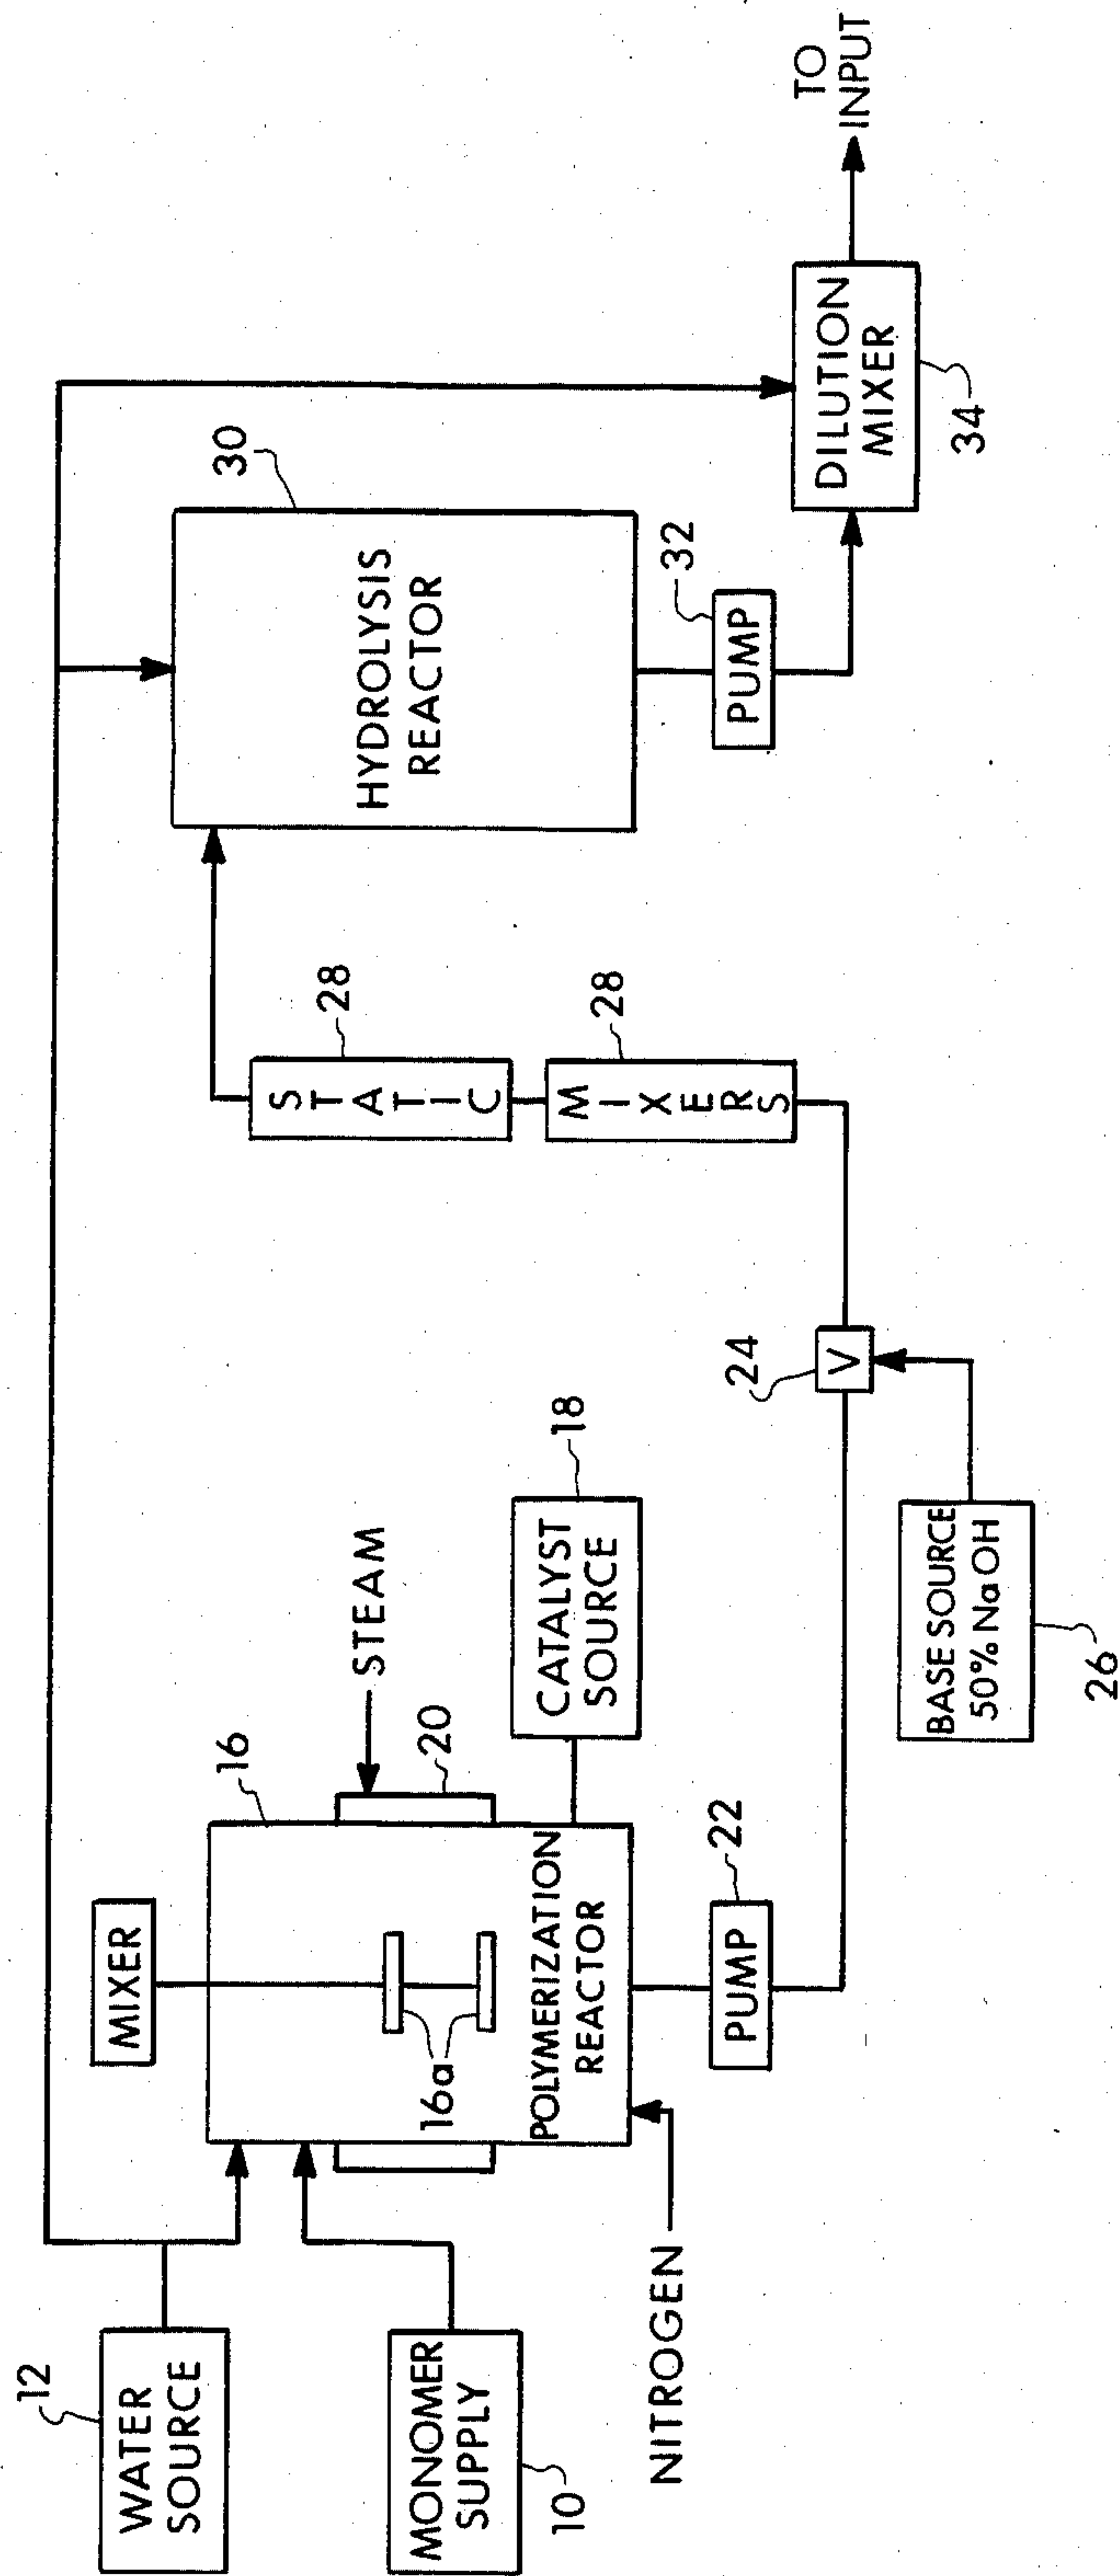 12
WATER
SOURCE
MONOMER
SUPPLY
10
NITROGEN
MIXER
16
STEAM
20
16a
POLYMERIZATION
REACTOR
CATALYST
SOURCE
18
PUMP
22
24
V
BASE SOURCE
50% NaOH
26
STATIC
28
MIXERS
28
30
HYDROLYSIS
REACTOR
32
PUMP
DILUTION
MIXER
34
TO
INPUT